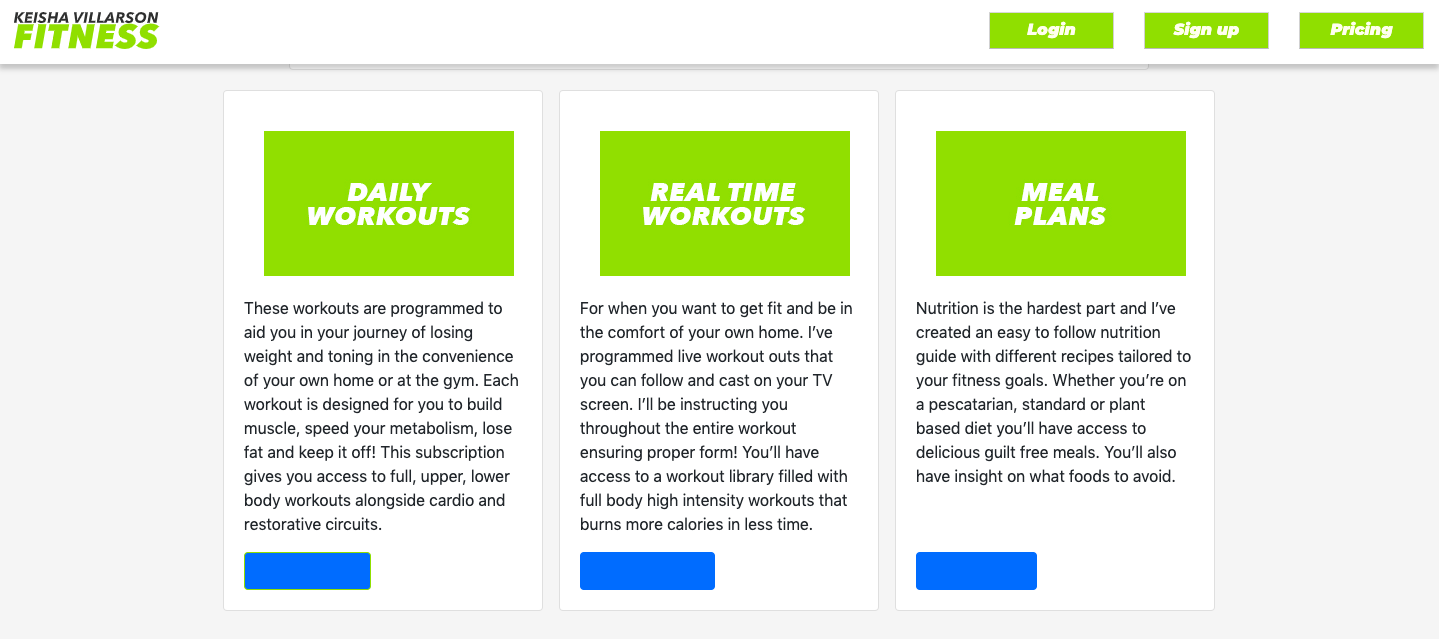 KEISHA VILLARSON
FITNESS
Login
Sign up
Pricing
DAILY
WORKOUTS
These workouts are programmed to
aid you in your journey of losing
weight and toning in the convenience
of your own home or at the gym. Each
workout is designed for you to build
muscle, speed your metabolism, lose
fat and keep it off! This subscription
gives you access to full, upper, lower
body workouts alongside cardio and
restorative circuits.
REAL TIME
WORKOUTS
For when you want to get fit and be in
the comfort of your own home. I’ve
programmed live workout outs that
you can follow and cast on your TV
screen. I’ll be instructing you
throughout the entire workout
ensuring proper form! You’ll have
access to a workout library filled with
full body high intensity workouts that
burns more calories in less time.
MEAL
PLANS
Nutrition is the hardest part and I’ve
created an easy to follow nutrition
guide with different recipes tailored to
your fitness goals. Whether you’re on
a pescatarian, standard or plant
based diet you’ll have access to
delicious guilt free meals. You’ll also
have insight on what foods to avoid.